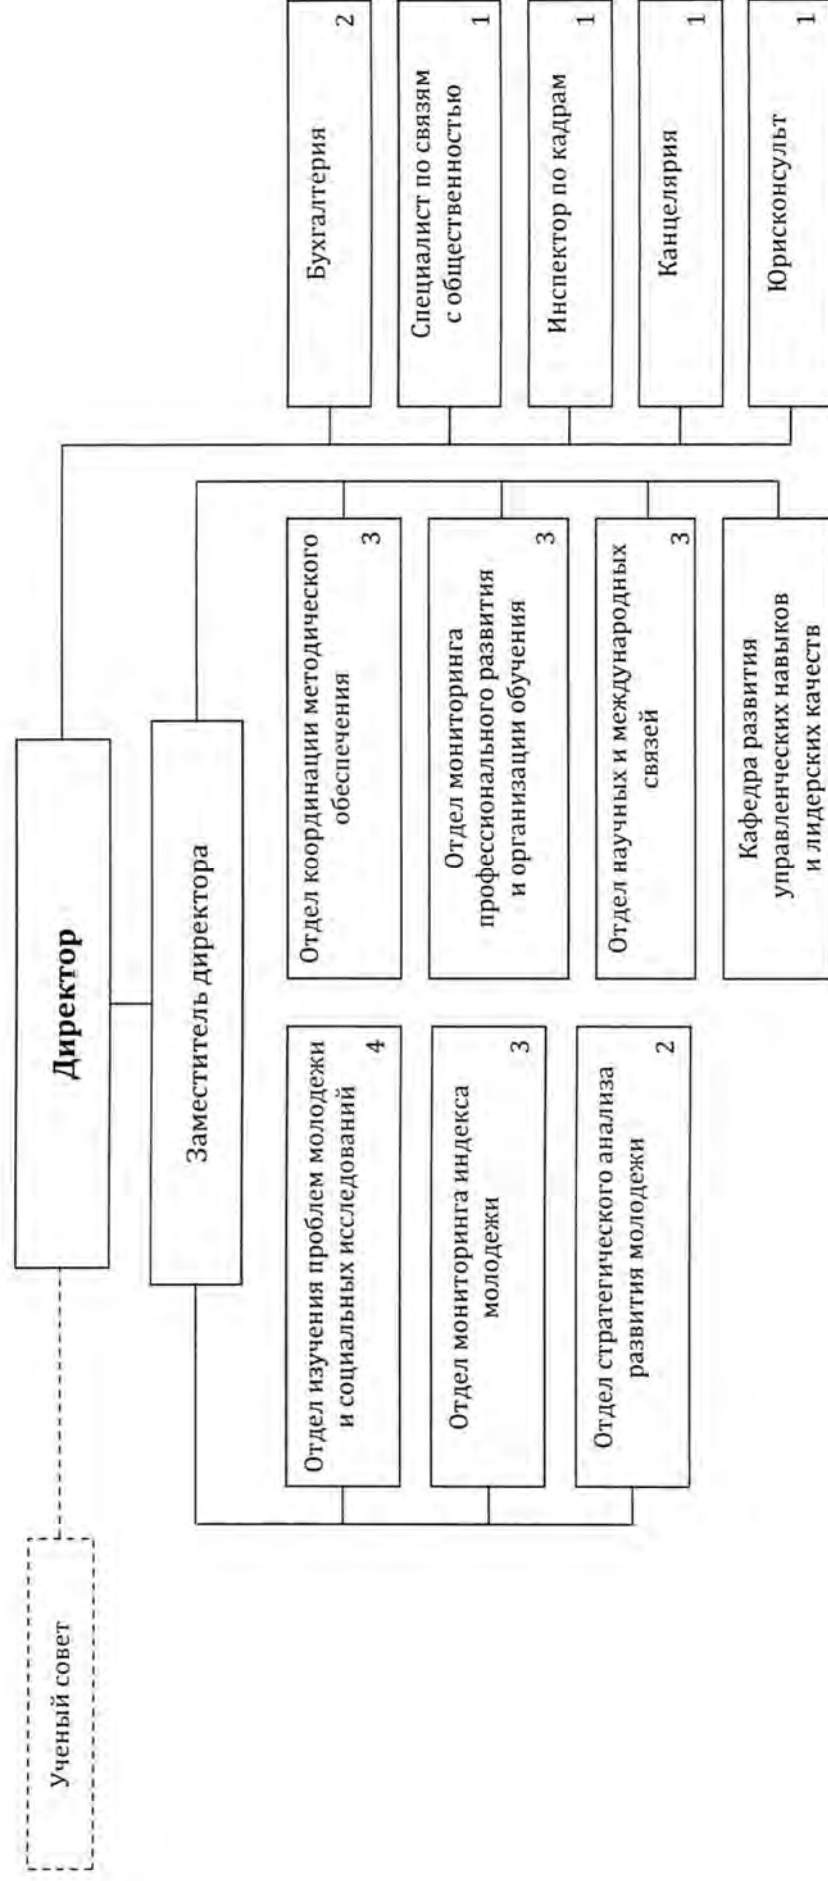 Ученый совет
Директор
Заместитель директора
Отдел изучения проблем молодежи
и социальных исследований
4
Отдел мониторинга индекса
молодежи
3
Отдел стратегического анализа
развития молодежи
2
Отдел координации методического
обеспечения
3
Отдел мониторинга
профессионального развития
и организации обучения
3
Отдел научных и международных
связей
3
Кафедра развития
управленческих навыков
и лидерских качеств
Бухгалтерия
2
Специалист по связям
с общественностью
1
Инспектор по кадрам
1
Канцелярия
1
Юрисконсульт
1